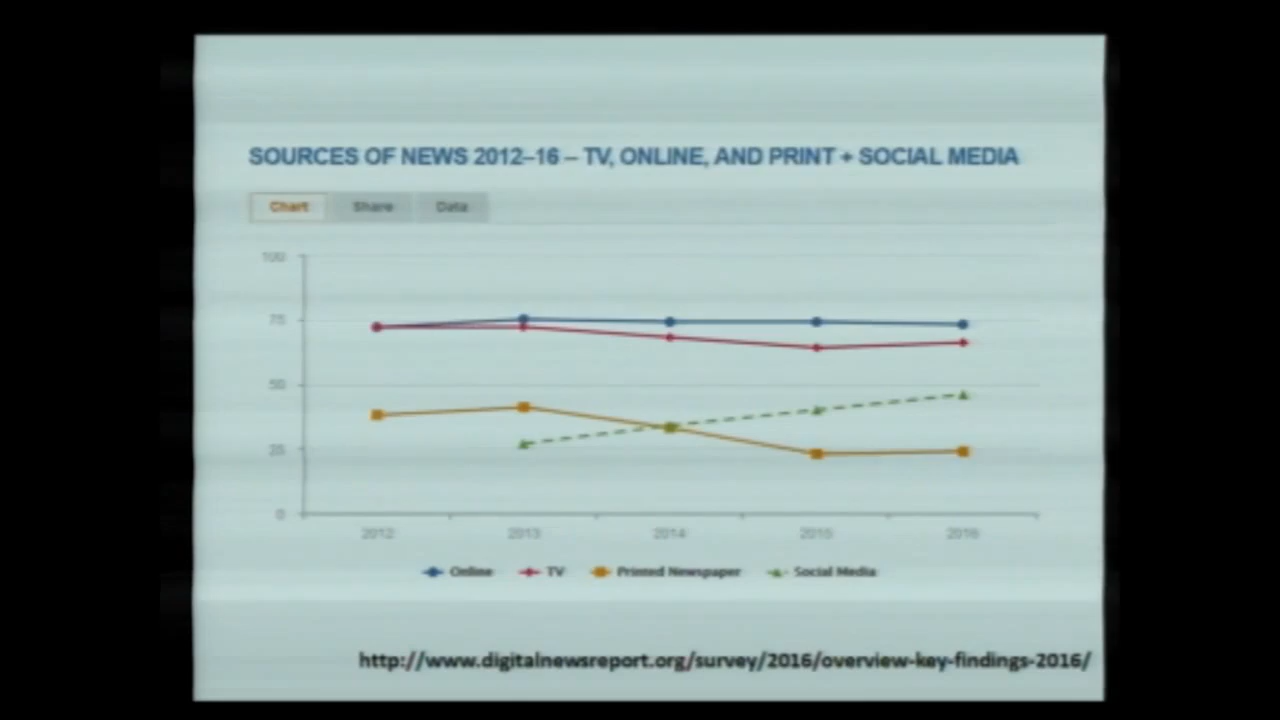 SOURCES OF NEWS 2012–16 – TV, ONLINE, AND PRINT + SOCIAL MEDIA
Chart Share Data
100
75
50
25
0
2012 2013 2014 2015 2016
Online TV Printed Newspaper Social Media
http://www.digitalnewsreport.org/survey/2016/overview-key-findings-2016/